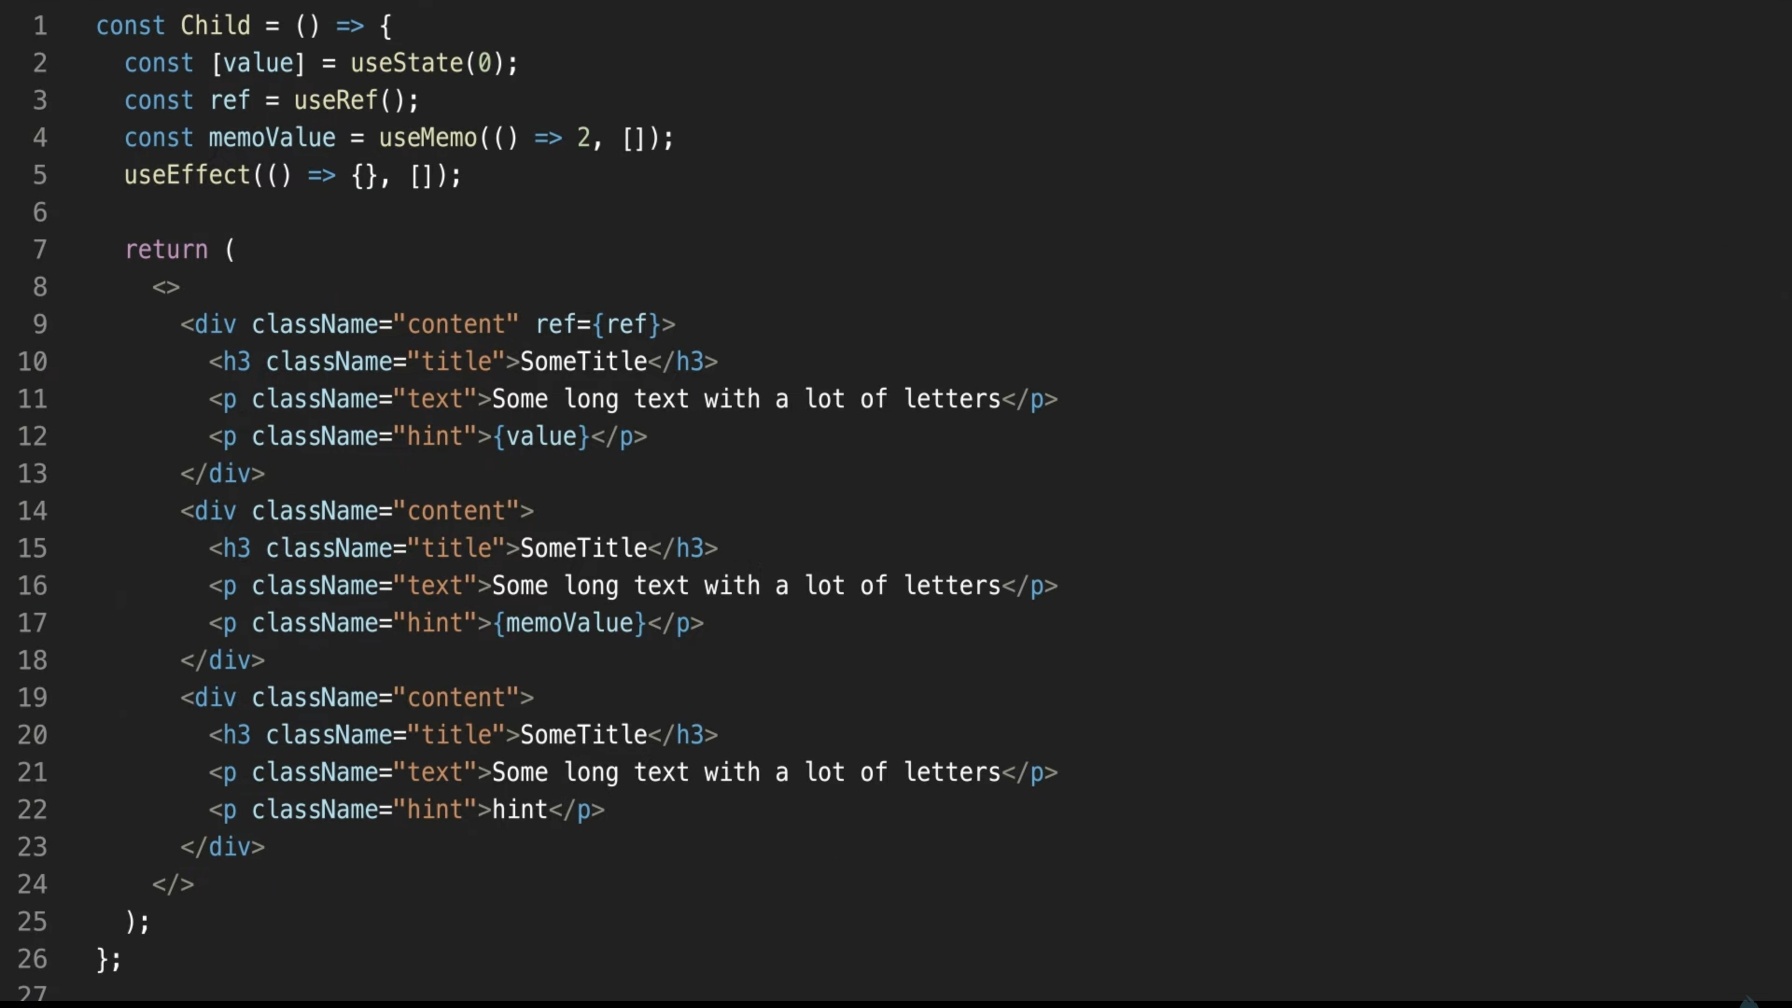 1 const Child = () => {
2 const [value] = useState(0);
3 const ref = useRef();
4 const memoValue = useMemo(() => 2, []);
5 useEffect(() => {}, []);
6
7 return (
8 <>
9 <div className="content" ref={ref}>
10 <h3 className="title">SomeTitle</h3>
11 <p className="text">Some long text with a lot of letters</p>
12 <p className="hint">{value}</p>
13 </div>
14 <div className="content">
15 <h3 className="title">SomeTitle</h3>
16 <p className="text">Some long text with a lot of letters</p>
17 <p className="hint">{memoValue}</p>
18 </div>
19 <div className="content">
20 <h3 className="title">SomeTitle</h3>
21 <p className="text">Some long text with a lot of letters</p>
22 <p className="hint">hint</p>
23 </div>
24 </>
25 );
26 };
27